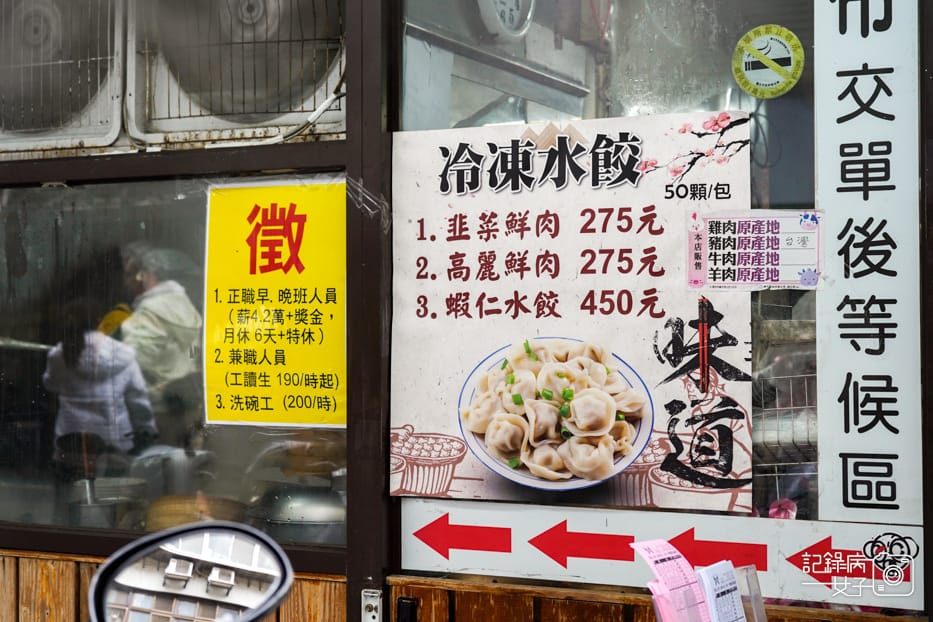 徵
1. 正職早. 晚班人員
(薪4.2萬+獎金,
月休 6天+特休)
2. 兼職人員
(工讀生 190/時起)
3. 洗碗工 (200/時)
冷凍水餃
50顆/包
1. 韭菜鮮肉 275元
2. 高麗鮮肉 275元
3. 蝦仁水餃 450元
味道
本店販售
雞肉原產地
豬肉原產地
牛肉原產地
羊肉原產地
台灣
交單後等候區
記錄病
一女子